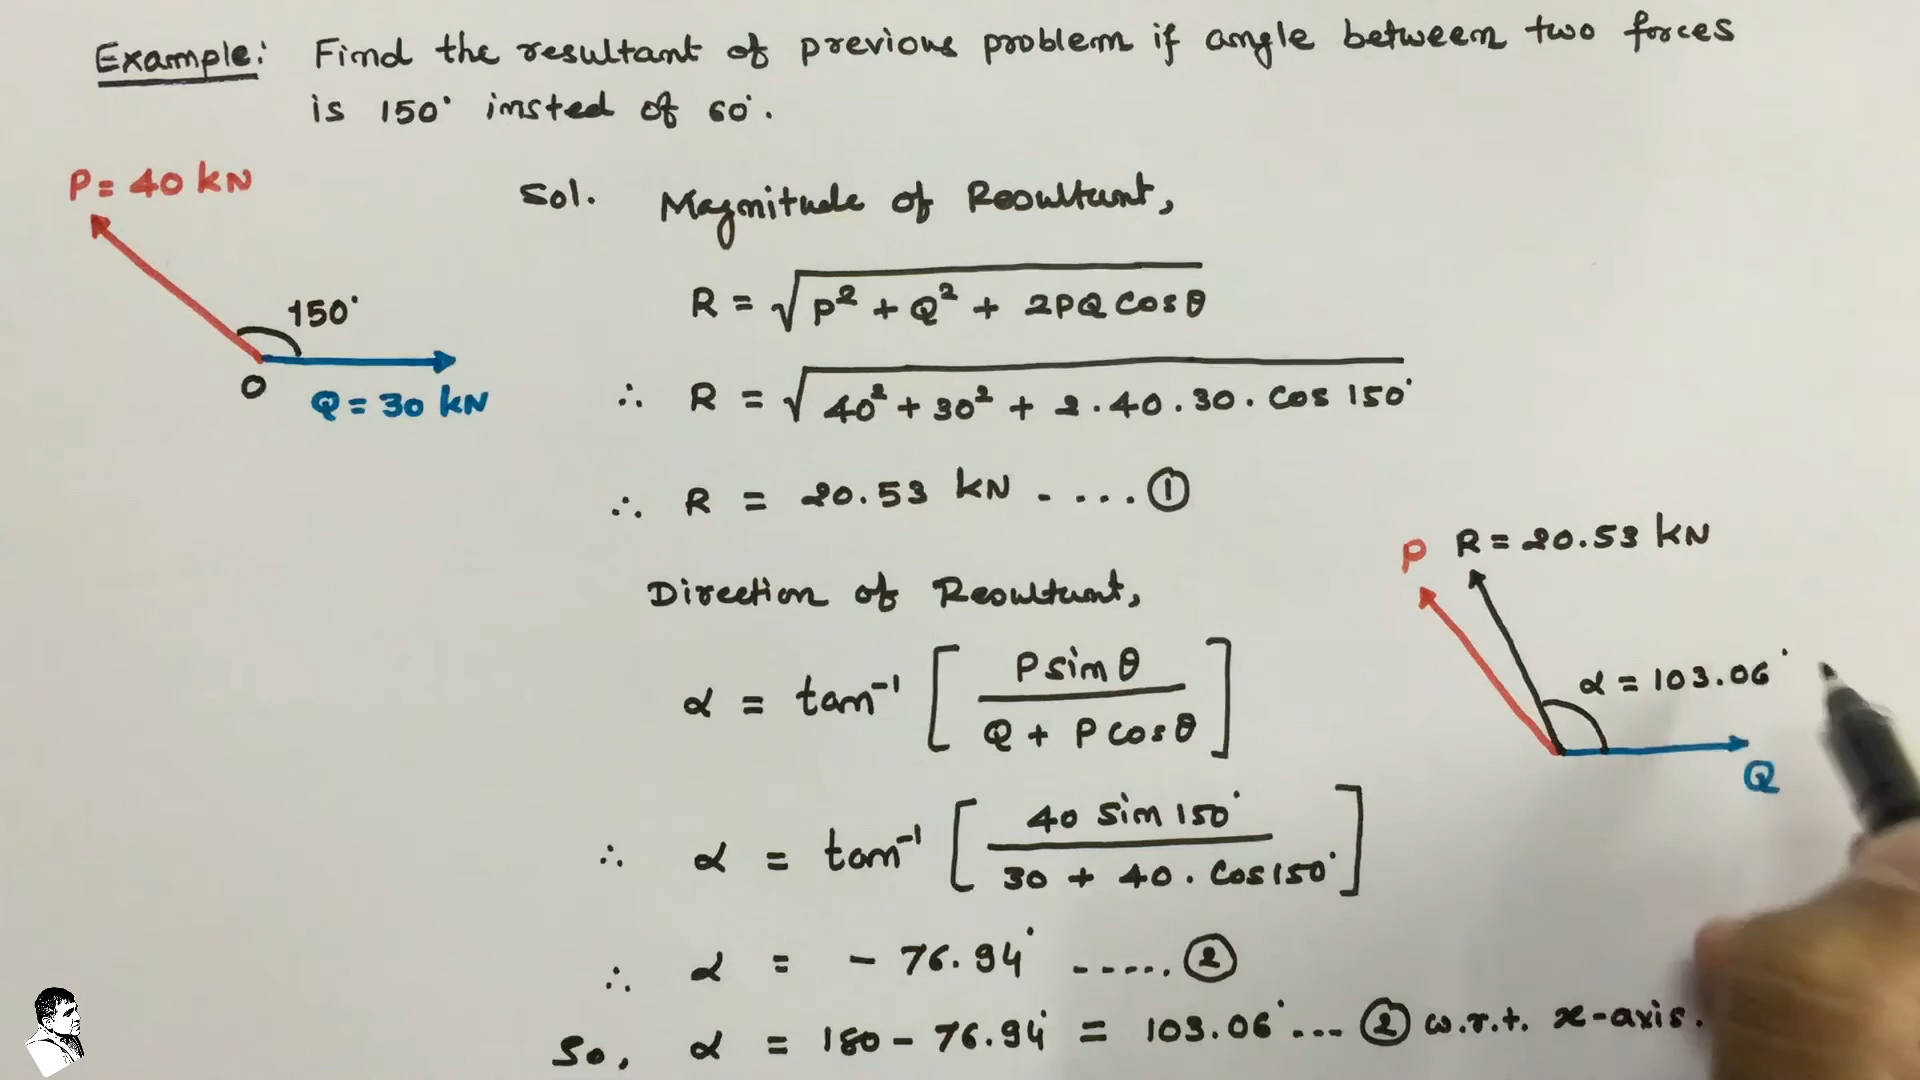 Example: Find the resultant of previous problem if angle between two forces
is 150° insted of 60°.
P = 40 kN
150°
O
Q = 30 kN
Sol. Magnitude of Resultant,
R = √(P² + Q² + 2PQ cos θ)
∴ R = √(40² + 30² + 2·40·30·cos 150°)
∴ R = 20.53 kN ..... ①
Direction of Resultant,
α = tan⁻¹ [ P sin θ / Q + P cos θ ]
∴ α = tan⁻¹ [ 40 sin 150° / 30 + 40 · cos 150° ]
∴ α = - 76.94° ..... ②
So, α = 180 - 76.94° = 103.06° ... ② w.r.t. x-axis.
P
R = 20.53 kN
α = 103.06°
Q